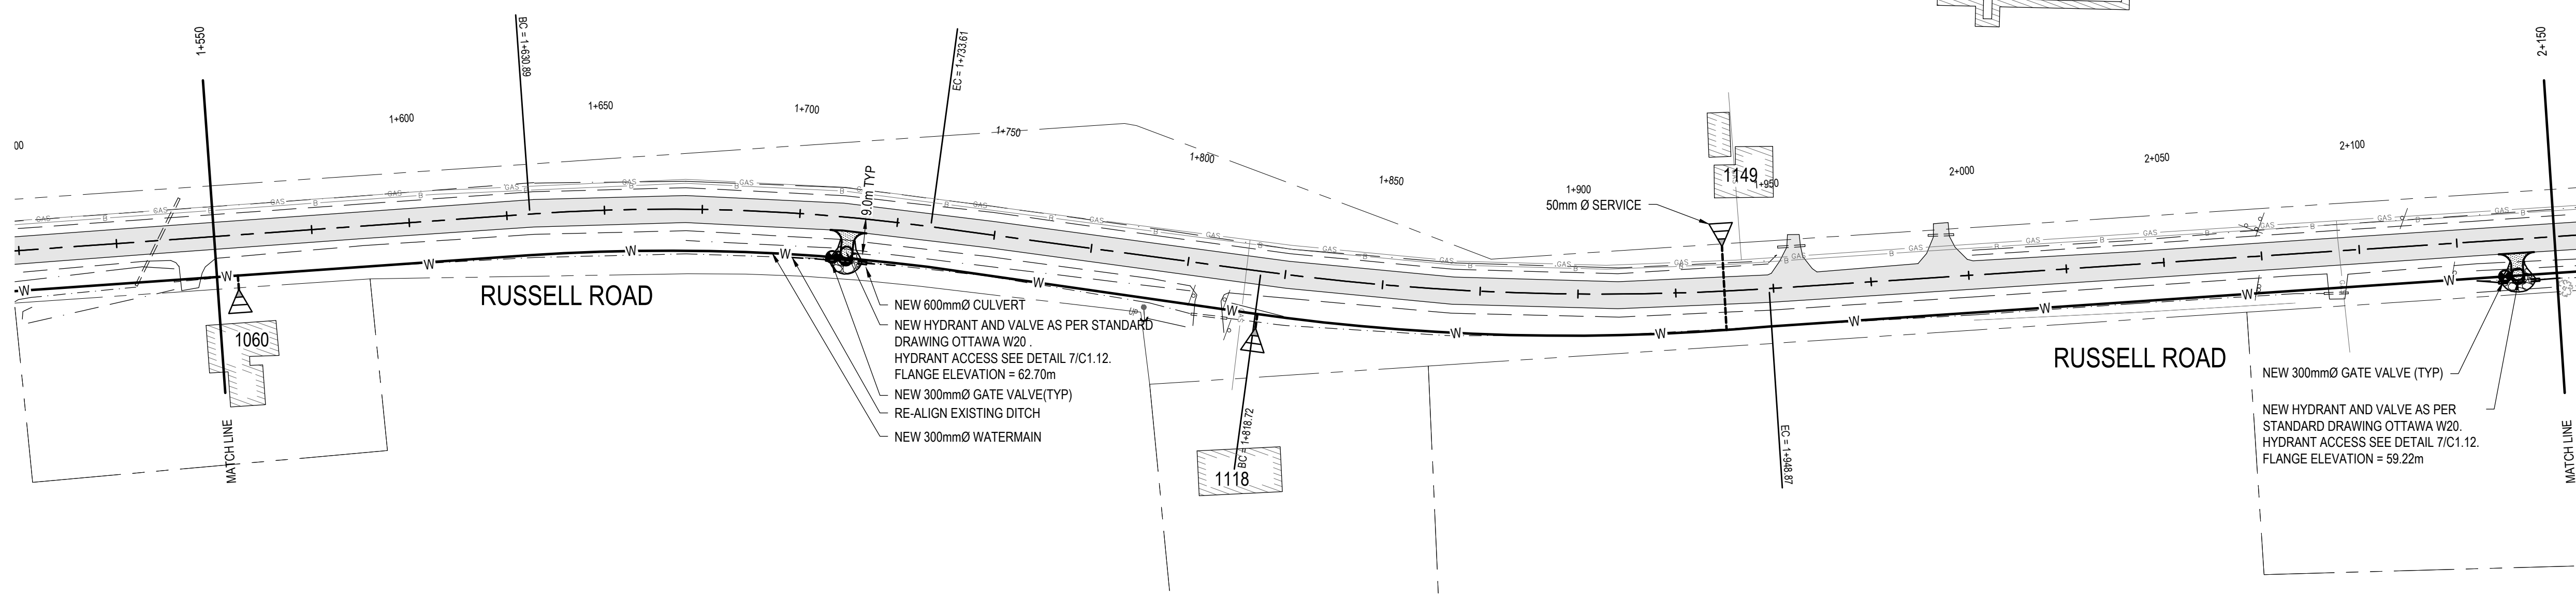 1+550
BC = 1+630.89
EC = 1+733.61
2+150
00
1+600
1+650
1+700
1+750
1+800
1+850
1+900
1+950
2+000
2+050
2+100
9.0m TYP
GAS
B
W
1149
50mm Ø SERVICE
RUSSELL ROAD
1060
MATCH LINE
NEW 600mmØ CULVERT
NEW HYDRANT AND VALVE AS PER STANDARD
DRAWING OTTAWA W20 .
HYDRANT ACCESS SEE DETAIL 7/C1.12.
FLANGE ELEVATION = 62.70m
NEW 300mmØ GATE VALVE(TYP)
RE-ALIGN EXISTING DITCH
NEW 300mmØ WATERMAIN
UP
BC = 1+818.72
1118
EC = 1+948.87
RUSSELL ROAD
NEW 300mmØ GATE VALVE (TYP)
NEW HYDRANT AND VALVE AS PER
STANDARD DRAWING OTTAWA W20.
HYDRANT ACCESS SEE DETAIL 7/C1.12.
FLANGE ELEVATION = 59.22m
MATCH LINE